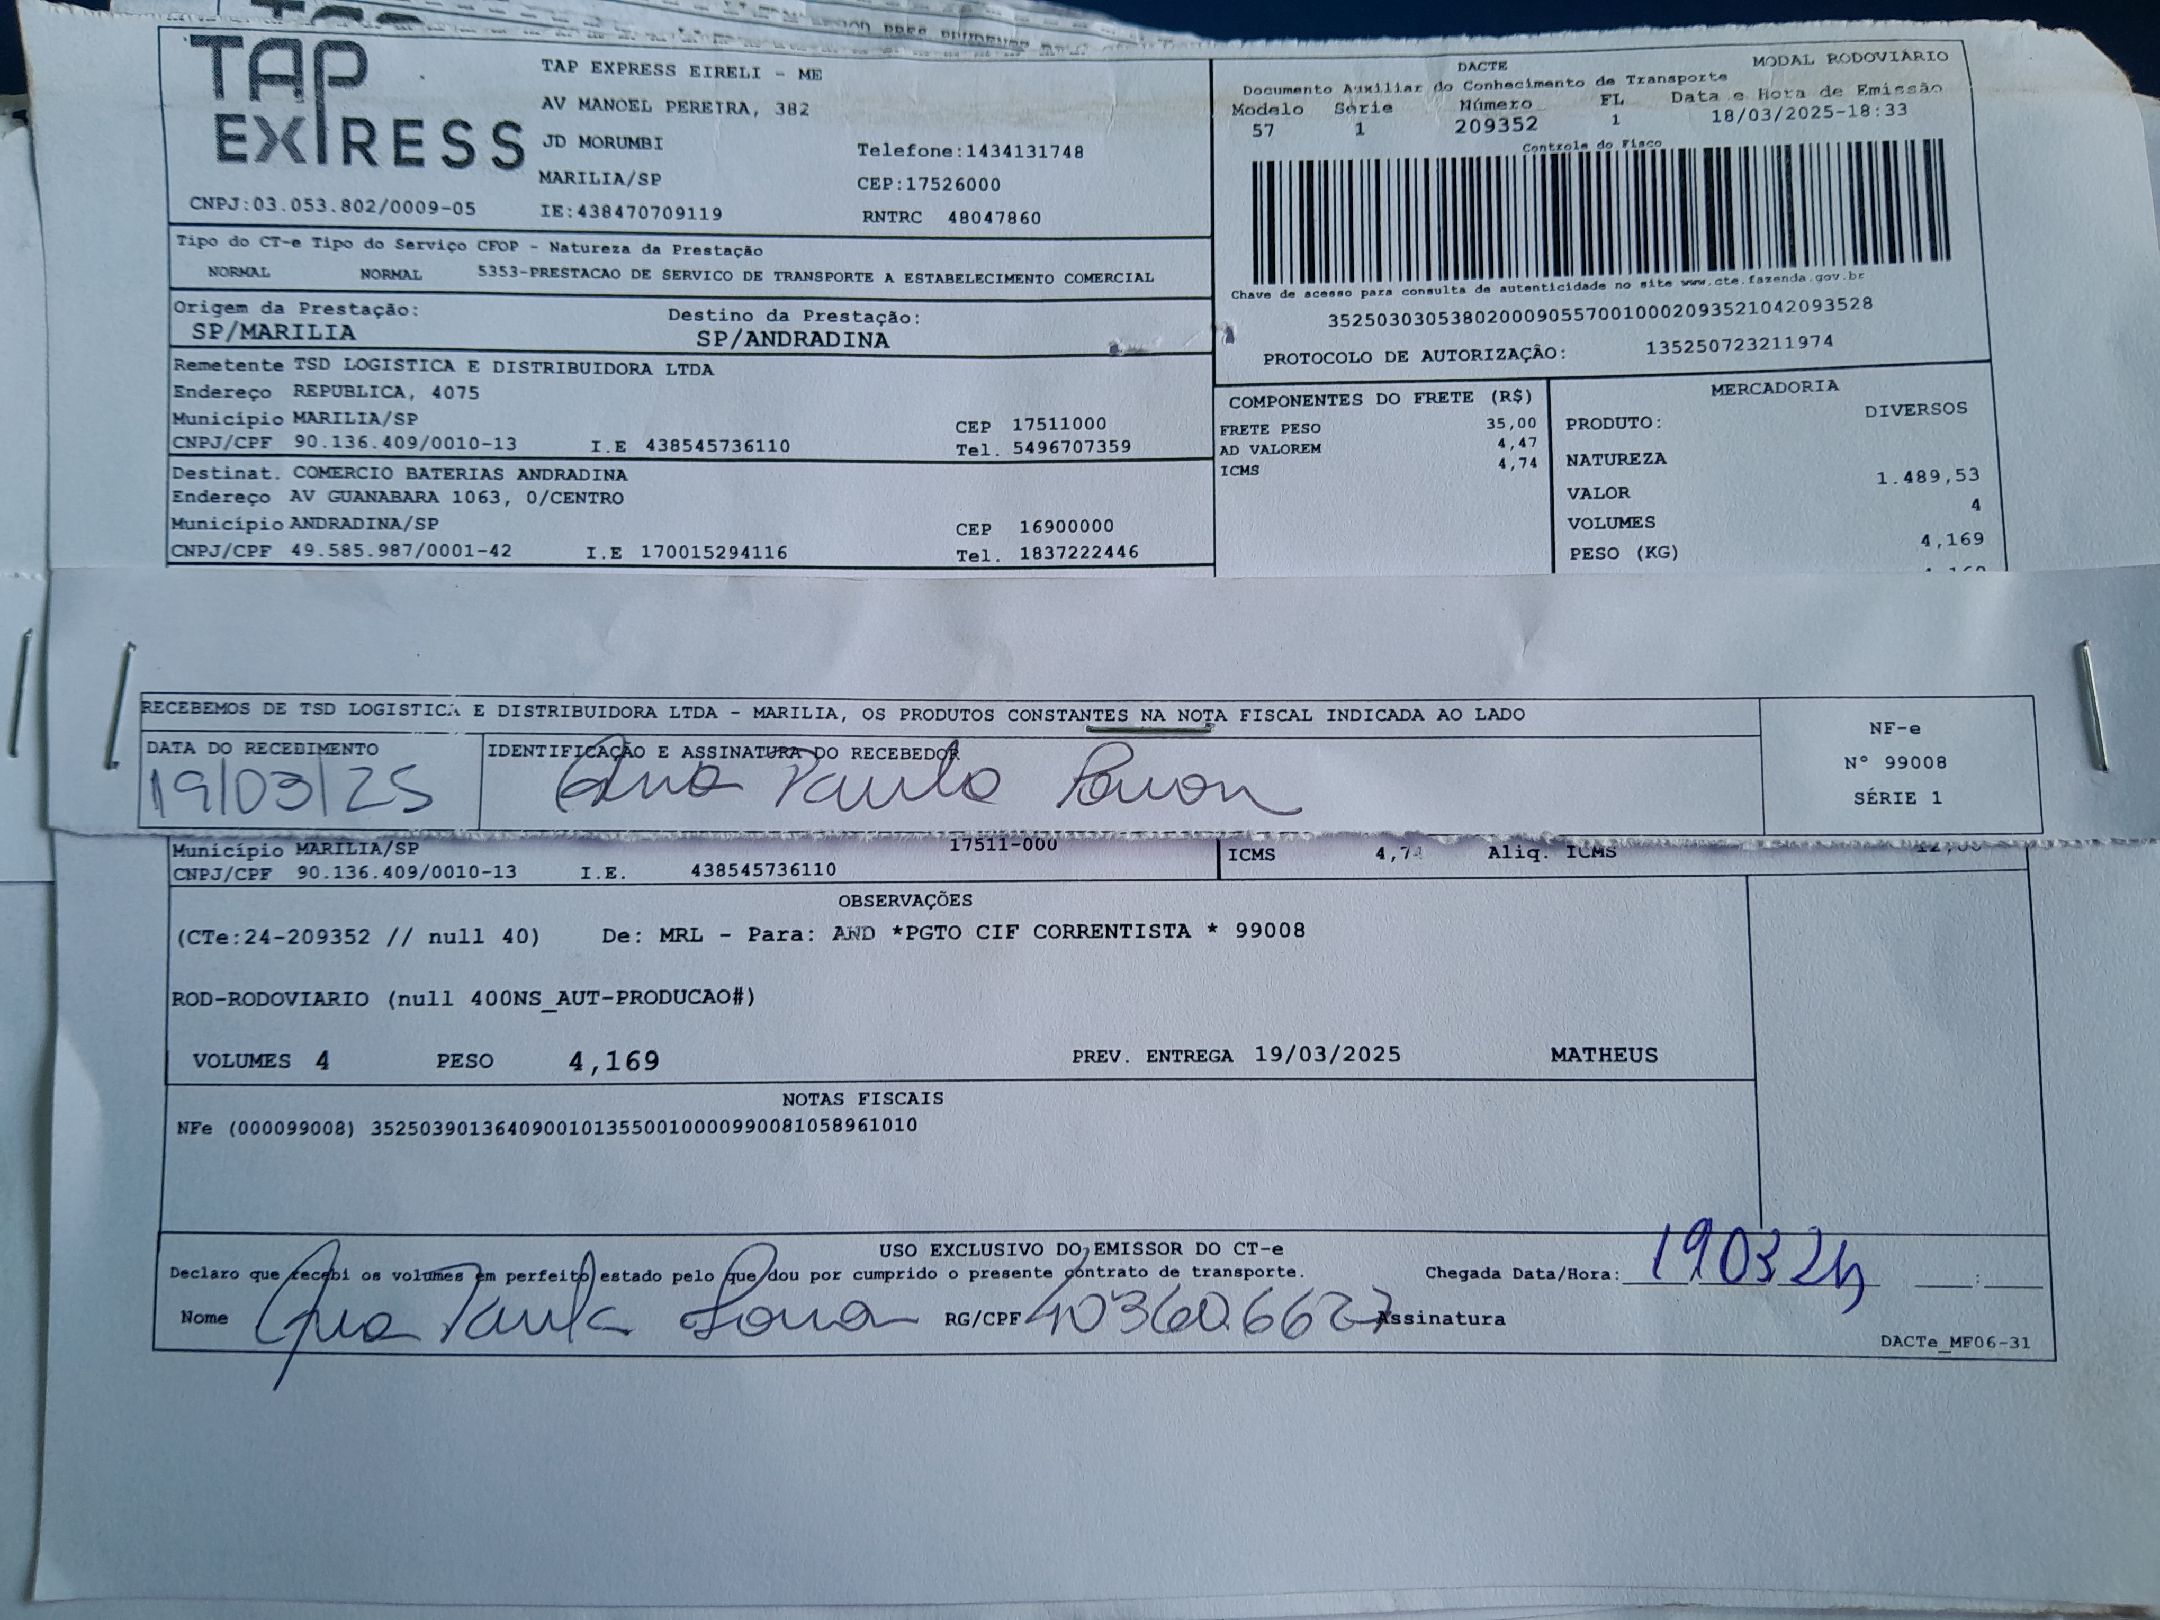 TAP EXPRESS
TAP EXPRESS EIRELI - ME
AV MANOEL PEREIRA, 382
JD MORUMBI Telefone:1434131748
MARILIA/SP CEP:17526000
CNPJ:03.053.802/0009-05 IE:438470709119 RNTRC 48047860
DACTE MODAL RODOVIÁRIO
Documento Auxiliar do Conhecimento de Transporte
Modelo Série Número FL Data e Hora de Emissão
57 1 209352 1 18/03/2025-18:33
Controle do Fisco
Chave de acesso para consulta de autenticidade no site www.cte.fazenda.gov.br
35250303053802000905570010002093521042093528
PROTOCOLO DE AUTORIZAÇÃO: 135250723211974
Tipo do CT-e Tipo do Serviço CFOP - Natureza da Prestação
NORMAL NORMAL 5353-PRESTACAO DE SERVICO DE TRANSPORTE A ESTABELECIMENTO COMERCIAL
Origem da Prestação: Destino da Prestação:
SP/MARILIA SP/ANDRADINA
Remetente TSD LOGISTICA E DISTRIBUIDORA LTDA
Endereço REPUBLICA, 4075
Município MARILIA/SP CEP 17511000
CNPJ/CPF 90.136.409/0010-13 I.E 438545736110 Tel. 5496707359
Destinat. COMERCIO BATERIAS ANDRADINA
Endereço AV GUANABARA 1063, 0/CENTRO
Município ANDRADINA/SP CEP 16900000
CNPJ/CPF 49.585.987/0001-42 I.E 170015294116 Tel. 1837222446
COMPONENTES DO FRETE (R$)
FRETE PESO 35,00
AD VALOREM 4,47
ICMS 4,74
MERCADORIA
PRODUTO: DIVERSOS
NATUREZA
VALOR 1.489,53
VOLUMES 4
PESO (KG) 4,169
RECEBEMOS DE TSD LOGISTICA E DISTRIBUIDORA LTDA - MARILIA, OS PRODUTOS CONSTANTES NA NOTA FISCAL INDICADA AO LADO
DATA DO RECEBIMENTO IDENTIFICAÇÃO E ASSINATURA DO RECEBEDOR
19/03/25 Ana Paula
NF-e
Nº 99008
SÉRIE 1
Município MARILIA/SP 17511-000
CNPJ/CPF 90.136.409/0010-13 I.E. 438545736110
ICMS 4,74 Aliq. ICMS
OBSERVAÇÕES
(CTe:24-209352 // null 40) De: MRL - Para: AND *PGTO CIF CORRENTISTA * 99008
ROD-RODOVIARIO (null 400NS_AUT-PRODUCAO#)
VOLUMES 4 PESO 4,169 PREV. ENTREGA 19/03/2025 MATHEUS
NOTAS FISCAIS
NFe (000099008) 35250390136409001013550010000990081058961010
USO EXCLUSIVO DO EMISSOR DO CT-e
Declaro que recebi os volumes em perfeito estado pelo que dou por cumprido o presente contrato de transporte. Chegada Data/Hora: 19 03 25 :
Nome Ana Paula RG/CPF Assinatura
DACTe_MF06-31